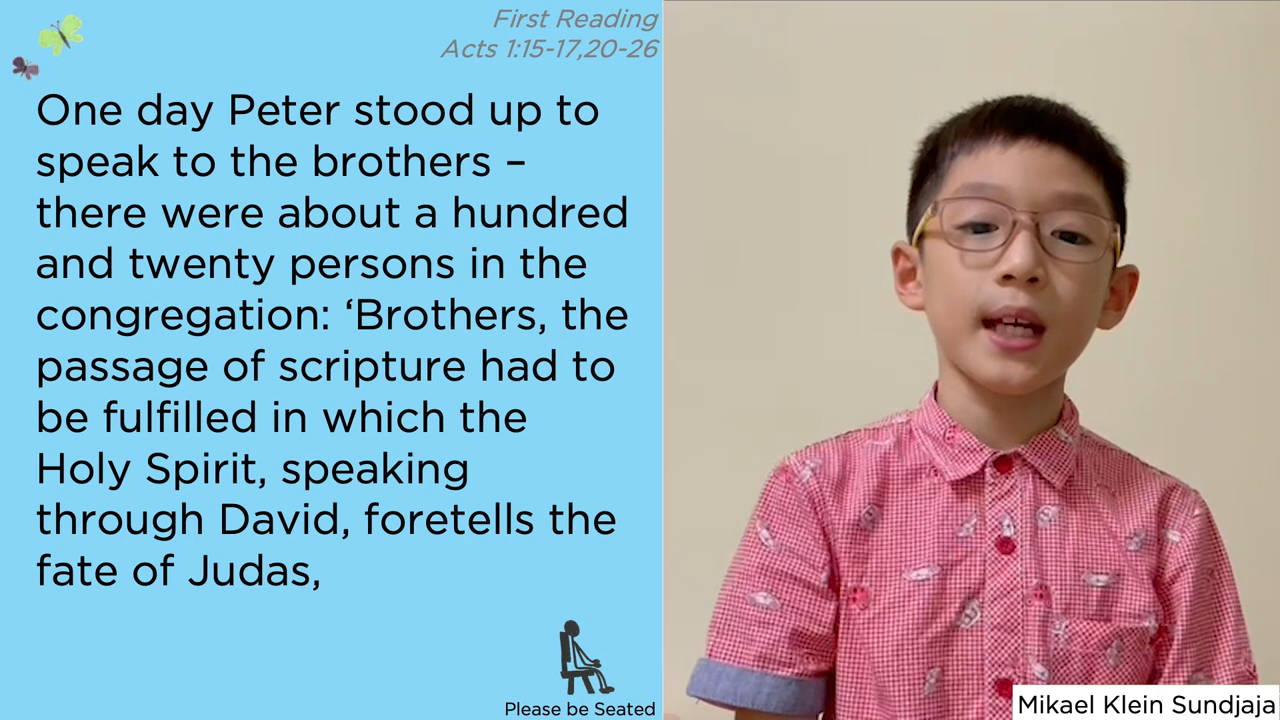 First Reading
Acts 1:15-17,20-26
One day Peter stood up to
speak to the brothers –
there were about a hundred
and twenty persons in the
congregation: ‘Brothers, the
passage of scripture had to
be fulfilled in which the
Holy Spirit, speaking
through David, foretells the
fate of Judas,
Please be Seated
Mikael Klein Sundjaja